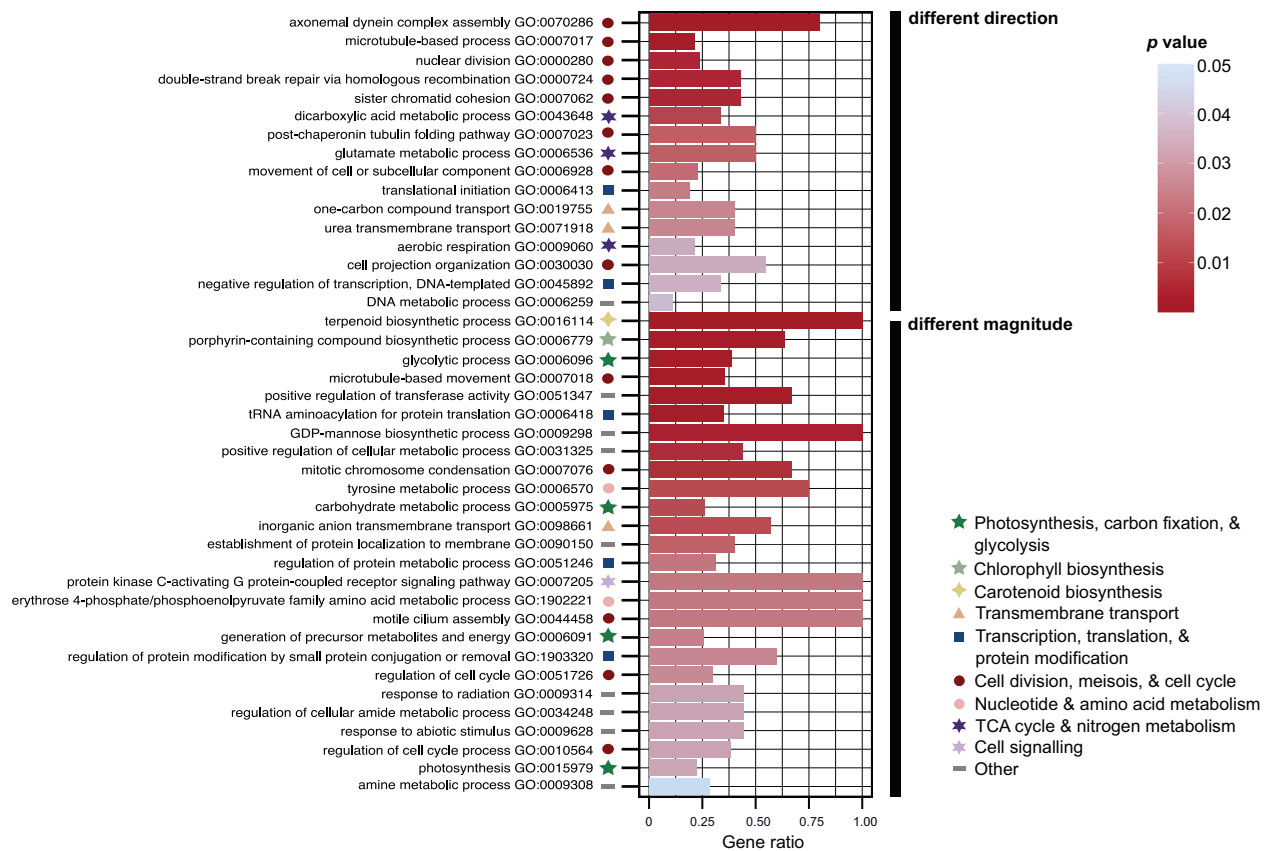 axonemal dynein complex assembly GO:0070286
microtubule-based process GO:0007017
nuclear division GO:0000280
double-strand break repair via homologous recombination GO:0000724
sister chromatid cohesion GO:0007062
dicarboxylic acid metabolic process GO:0043648
post-chaperonin tubulin folding pathway GO:0007023
glutamate metabolic process GO:0006536
movement of cell or subcellular component GO:0006928
translational initiation GO:0006413
one-carbon compound transport GO:0019755
urea transmembrane transport GO:0071918
aerobic respiration GO:0009060
cell projection organization GO:0030030
negative regulation of transcription, DNA-templated GO:0045892
DNA metabolic process GO:0006259
terpenoid biosynthetic process GO:0016114
porphyrin-containing compound biosynthetic process GO:0006779
glycolytic process GO:0006096
microtubule-based movement GO:0007018
positive regulation of transferase activity GO:0051347
tRNA aminoacylation for protein translation GO:0006418
GDP-mannose biosynthetic process GO:0009298
positive regulation of cellular metabolic process GO:0031325
mitotic chromosome condensation GO:0007076
tyrosine metabolic process GO:0006570
carbohydrate metabolic process GO:0005975
inorganic anion transmembrane transport GO:0098661
establishment of protein localization to membrane GO:0090150
regulation of protein metabolic process GO:0051246
protein kinase C-activating G protein-coupled receptor signaling pathway GO:0007205
erythrose 4-phosphate/phosphoenolpyruvate family amino acid metabolic process GO:1902221
motile cilium assembly GO:0044458
generation of precursor metabolites and energy GO:0006091
regulation of protein modification by small protein conjugation or removal GO:1903320
regulation of cell cycle GO:0051726
response to radiation GO:0009314
regulation of cellular amide metabolic process GO:0034248
response to abiotic stimulus GO:0009628
regulation of cell cycle process GO:0010564
photosynthesis GO:0015979
amine metabolic process GO:0009308
0 0.25 0.50 0.75 1.00
Gene ratio
different direction
different magnitude
p value
0.05
0.04
0.03
0.02
0.01
Photosynthesis, carbon fixation, &
glycolysis
Chlorophyll biosynthesis
Carotenoid biosynthesis
Transmembrane transport
Transcription, translation, &
protein modification
Cell division, meisois, & cell cycle
Nucleotide & amino acid metabolism
TCA cycle & nitrogen metabolism
Cell signalling
Other